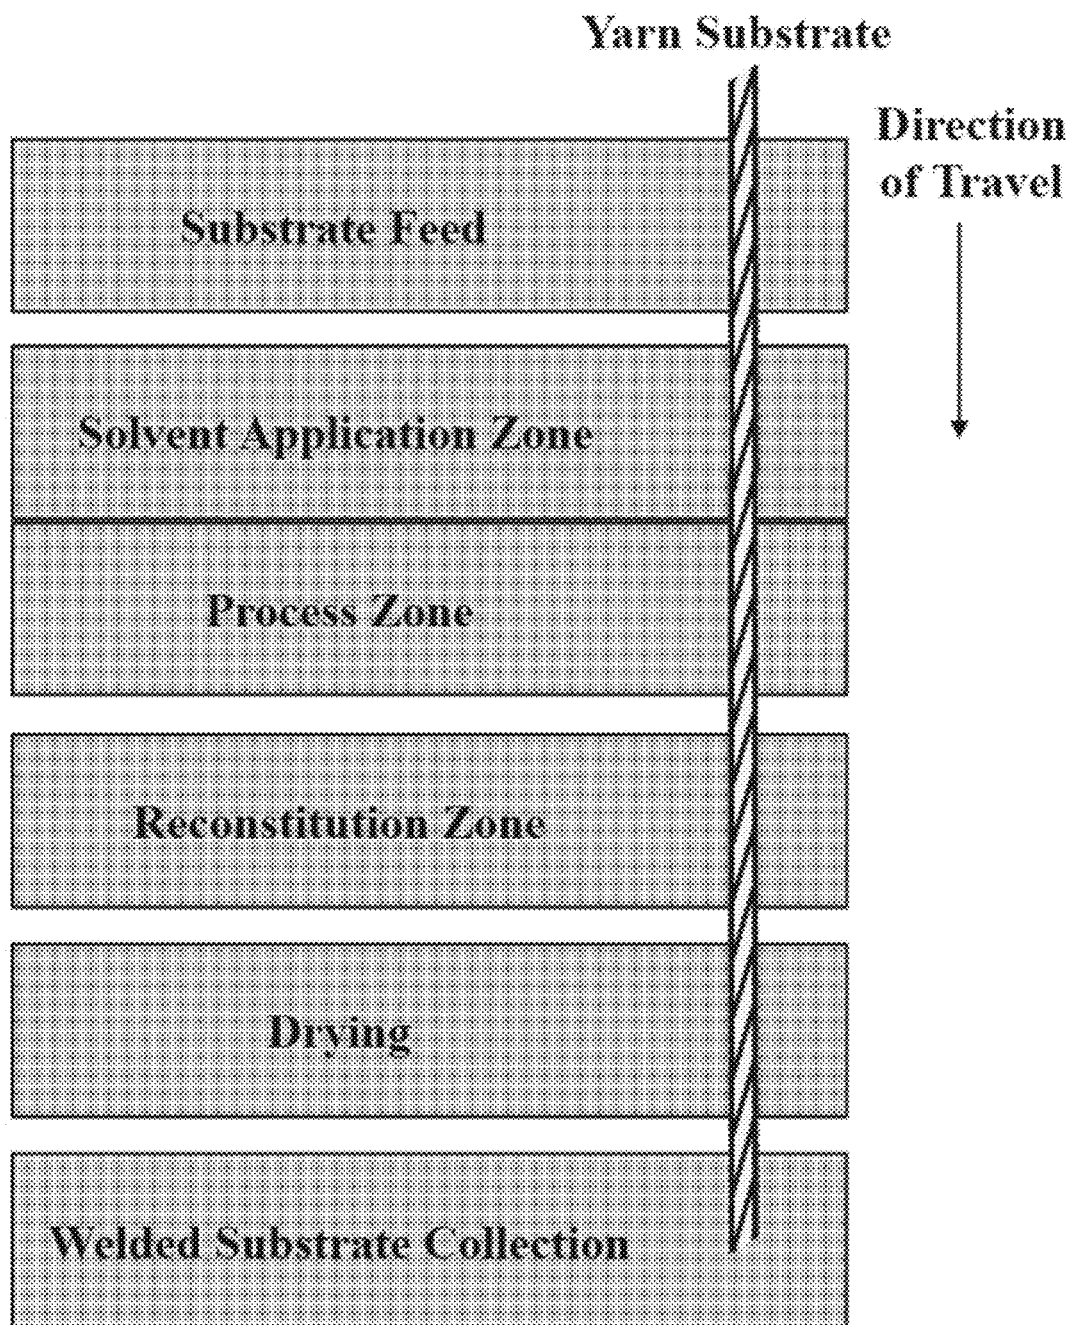 Yarn Substrate
Direction
of Travel
Substrate Feed
Solvent Application Zone
Process Zone
Reconstitution Zone
Drying
Welded Substrate Collection